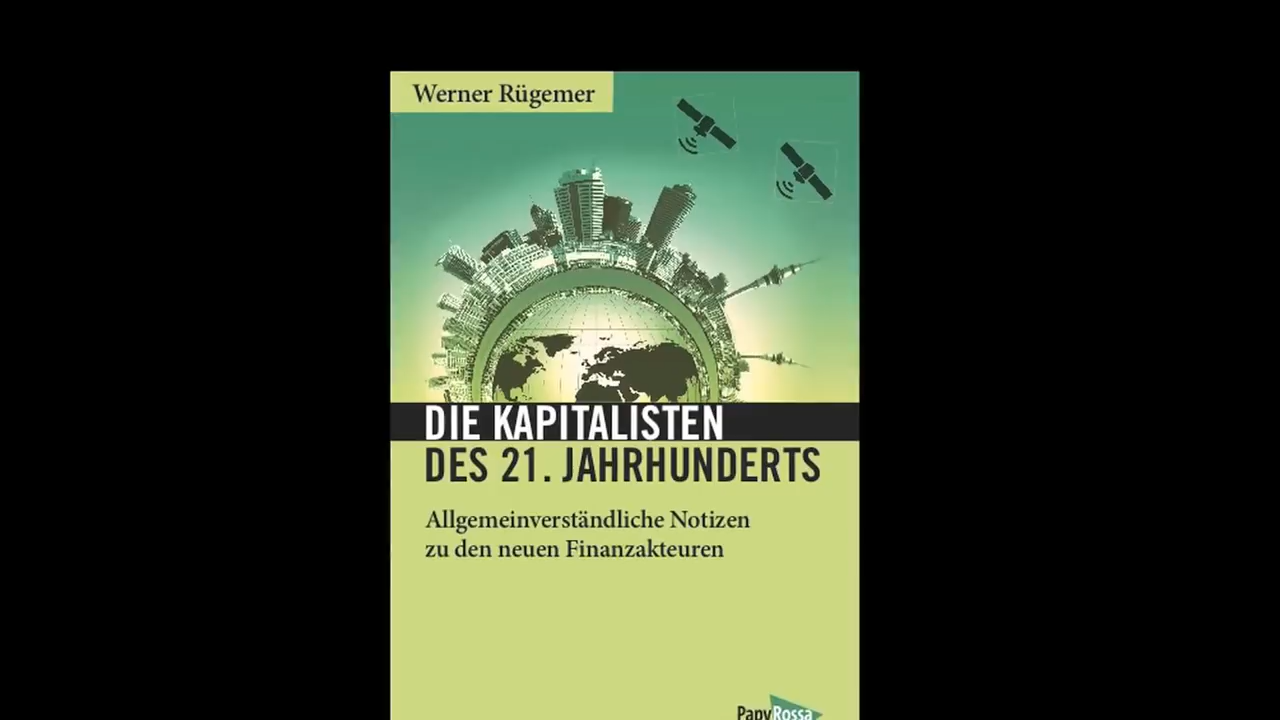 Werner Rügemer
DIE KAPITALISTEN
DES 21. JAHRHUNDERTS
Allgemeinverständliche Notizen
zu den neuen Finanzakteuren
PapyRossa